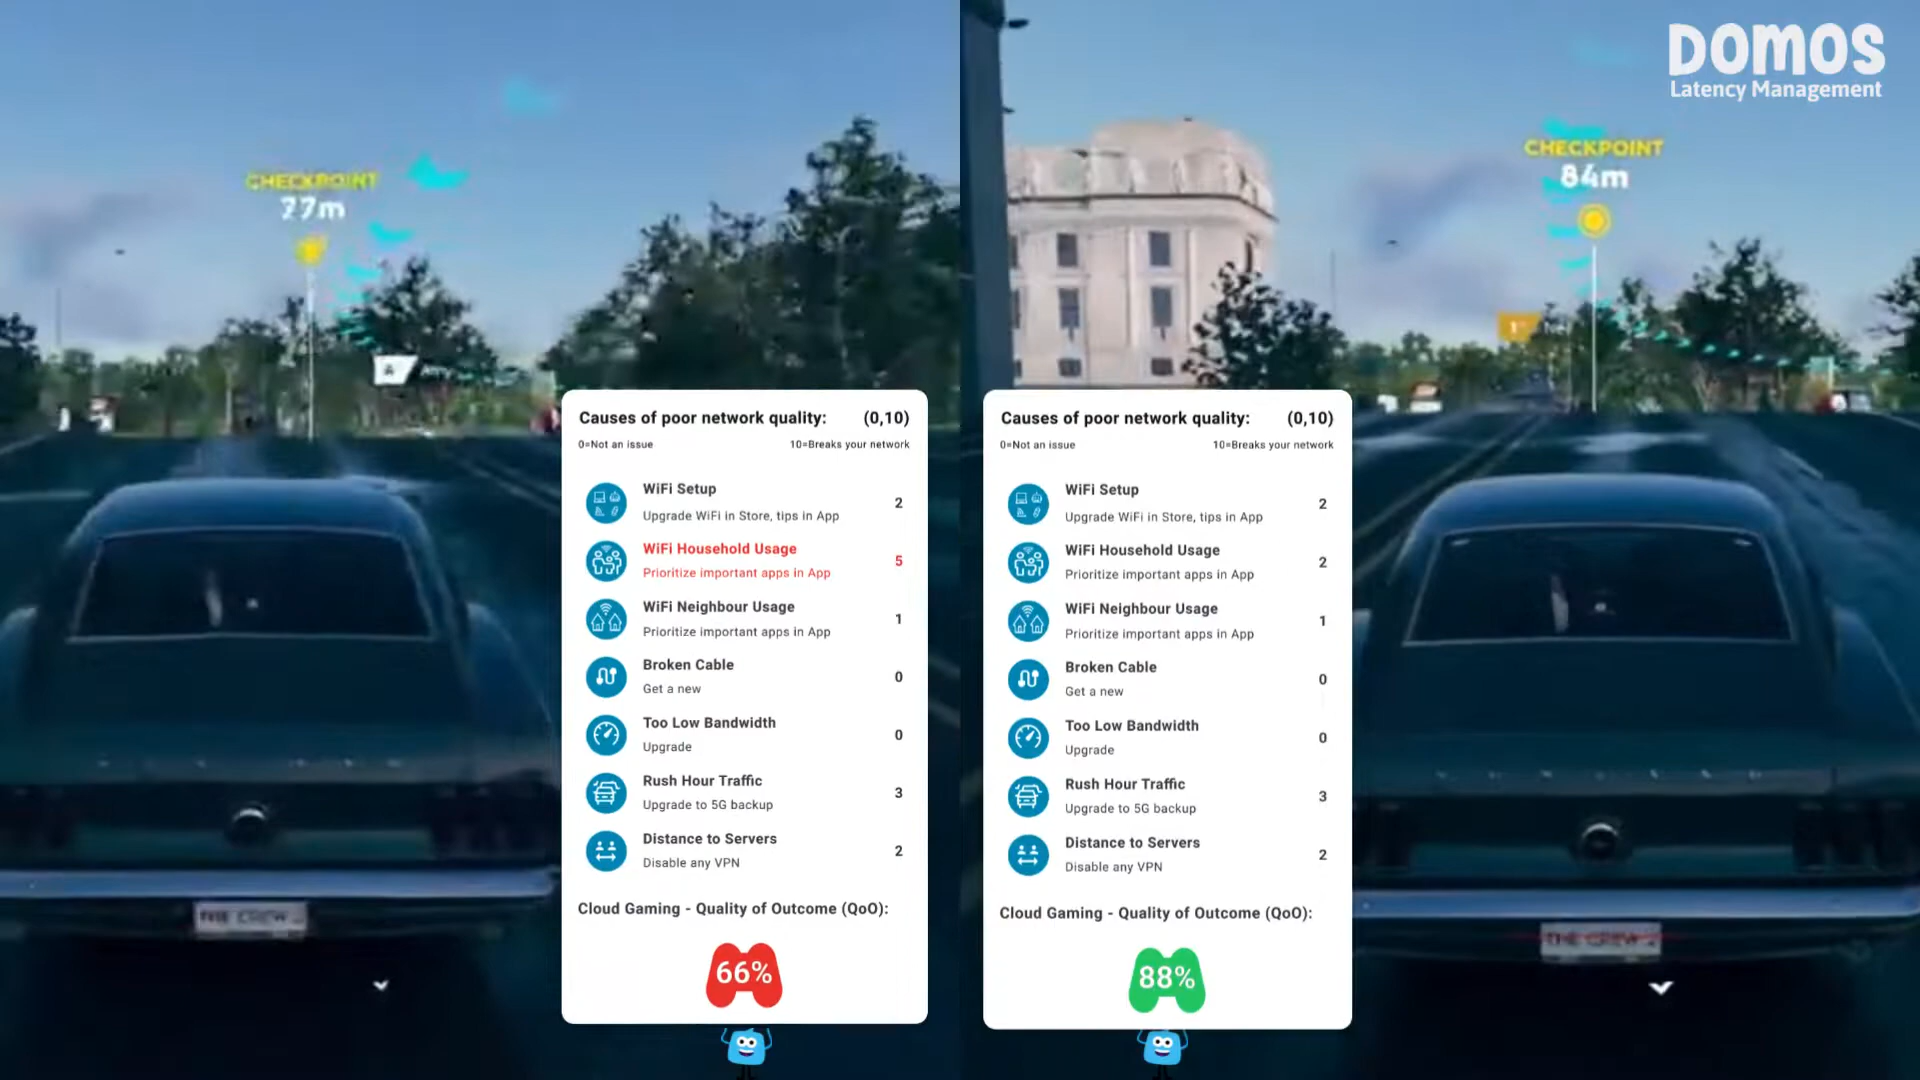 DOMOS
Latency Management
CHECKPOINT
77m
CHECKPOINT
84m
Causes of poor network quality: (0,10)
0=Not an issue 10=Breaks your network
WiFi Setup
Upgrade WiFi in Store, tips in App
2
WiFi Household Usage
Prioritize important apps in App
5
WiFi Neighbour Usage
Prioritize important apps in App
1
Broken Cable
Get a new
0
Too Low Bandwidth
Upgrade
0
Rush Hour Traffic
Upgrade to 5G backup
3
Distance to Servers
Disable any VPN
2
Cloud Gaming - Quality of Outcome (QoO):
66%
Causes of poor network quality: (0,10)
0=Not an issue 10=Breaks your network
WiFi Setup
Upgrade WiFi in Store, tips in App
2
WiFi Household Usage
Prioritize important apps in App
2
WiFi Neighbour Usage
Prioritize important apps in App
1
Broken Cable
Get a new
0
Too Low Bandwidth
Upgrade
0
Rush Hour Traffic
Upgrade to 5G backup
3
Distance to Servers
Disable any VPN
2
Cloud Gaming - Quality of Outcome (QoO):
88%
THE CREW
THE CREW 2